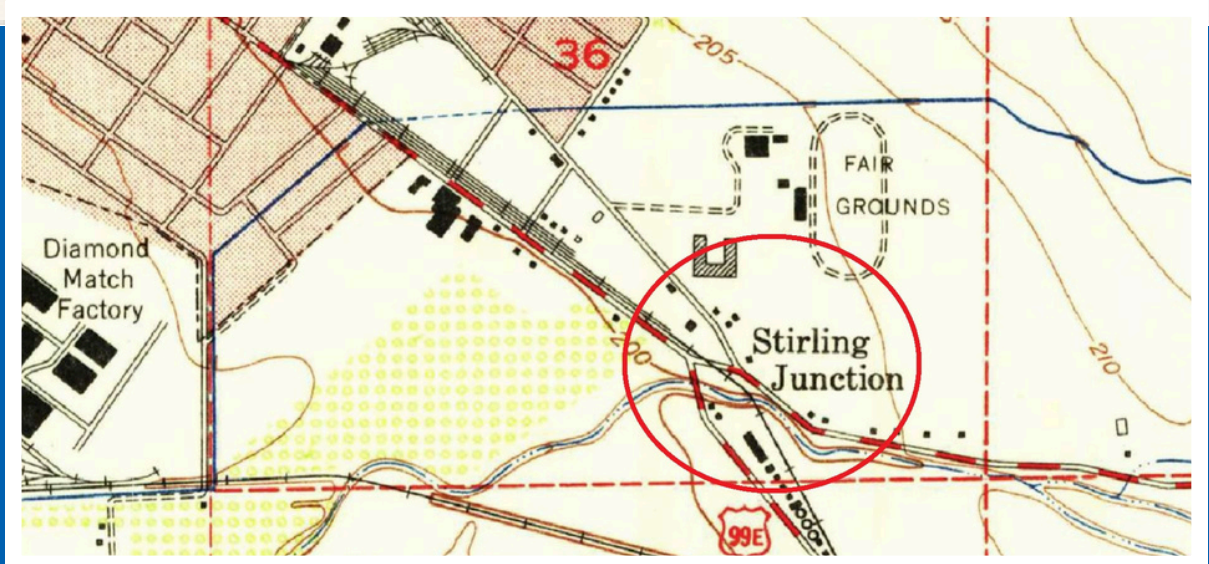 36
205
FAIR
GROUNDS
Diamond
Match
Factory
Stirling
Junction
200
210
99E